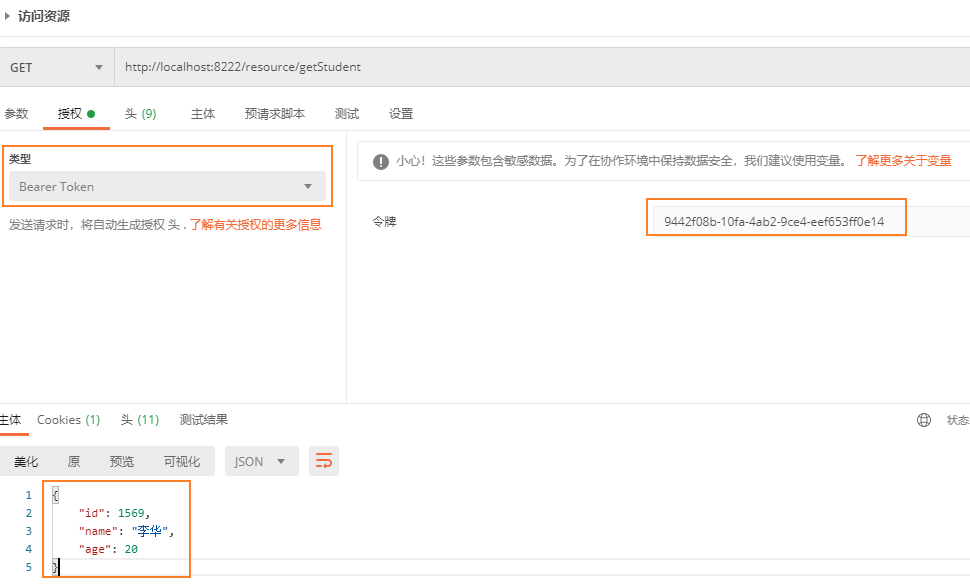 访问资源
GET http://localhost:8222/resource/getStudent
参数 授权 头 (9) 主体 预请求脚本 测试 设置
类型
Bearer Token
发送请求时，将自动生成授权 头 . 了解有关授权的更多信息
小心！这些参数包含敏感数据。为了在协作环境中保持数据安全，我们建议使用变量。 了解更多关于变量
令牌 9442f08b-10fa-4ab2-9ce4-eef653ff0e14
主体 Cookies (1) 头 (11) 测试结果 状态
美化 原 预览 可视化 JSON
1 {
2 "id": 1569,
3 "name": "李华",
4 "age": 20
5 }